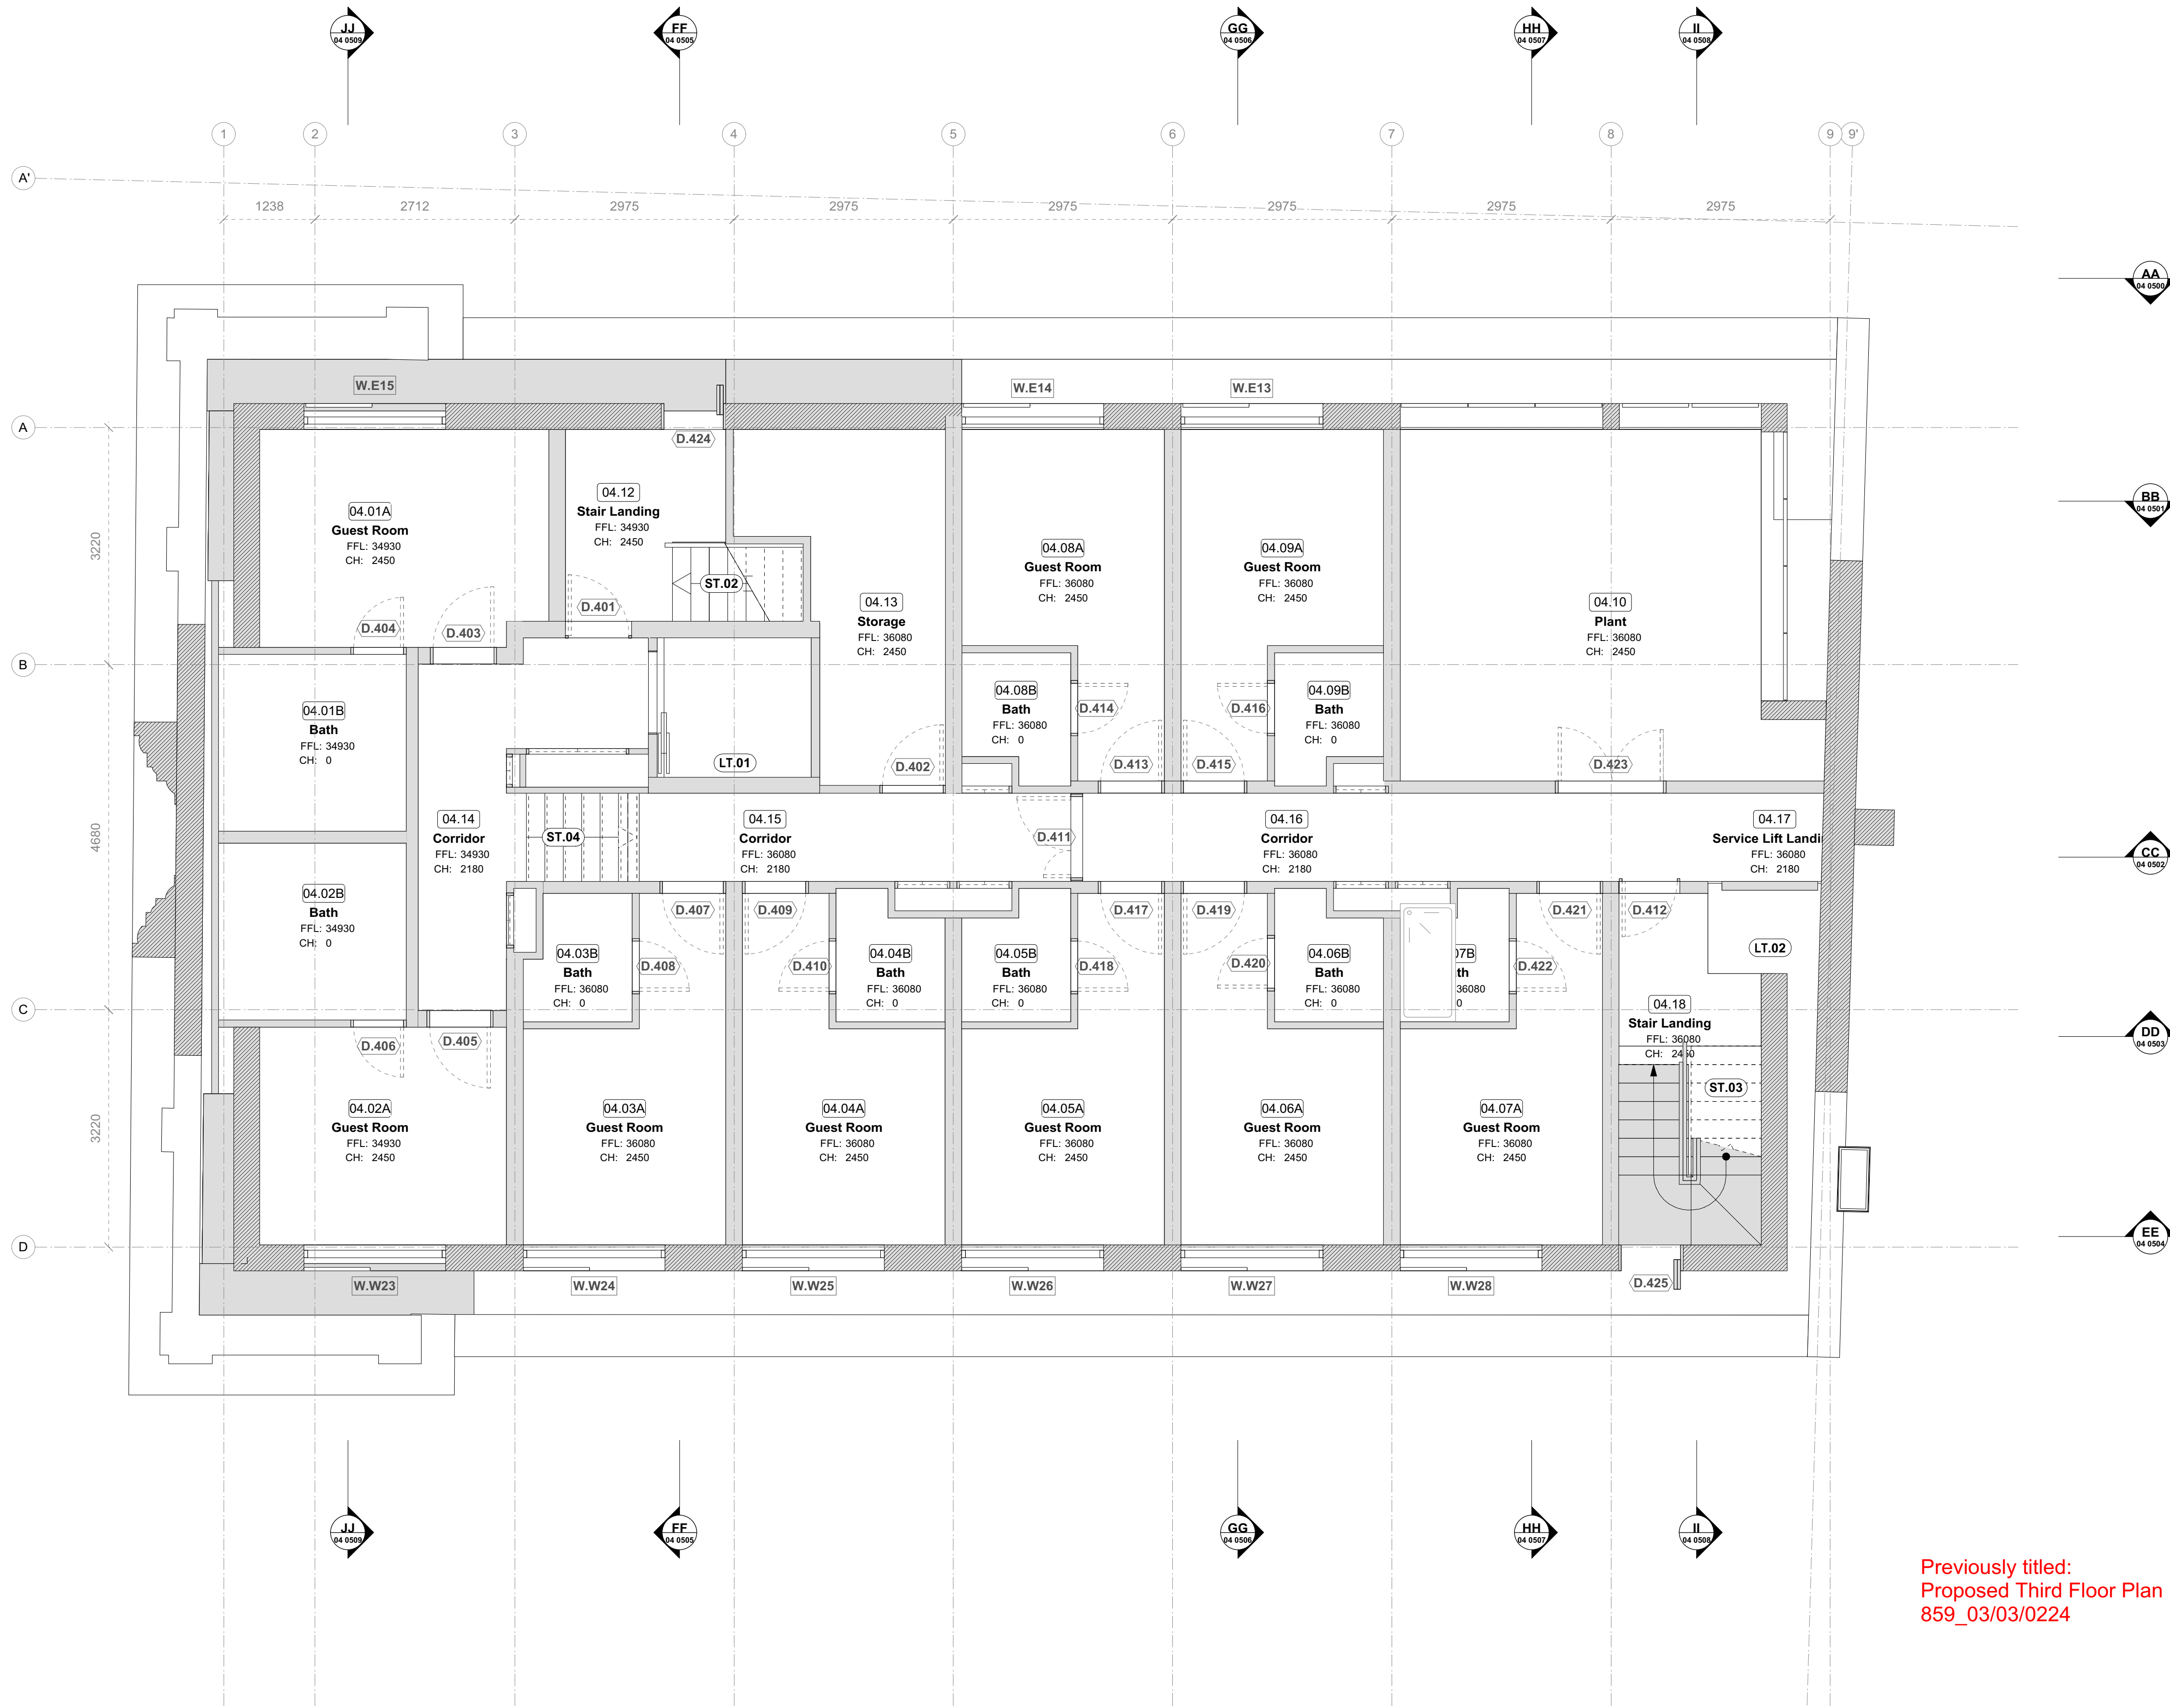 JJ
04 0509
FF
04 0505
GG
04 0506
HH
04 0507
II
04 0508
1 2 3 4 5 6 7 8 9 9'
A'
1238 2712 2975 2975 2975 2975 2975 2975
AA
04 0500
W.E15
W.E14
W.E13
A
D.424
BB
04 0501
04.01A
Guest Room
FFL: 34930
CH: 2450
04.12
Stair Landing
FFL: 34930
CH: 2450
3220
04.08A
Guest Room
FFL: 36080
CH: 2450
04.09A
Guest Room
FFL: 36080
CH: 2450
ST.02
D.401
04.13
Storage
FFL: 36080
CH: 2450
04.10
Plant
FFL: 36080
CH: 2450
D.404
D.403
B
04.01B
Bath
FFL: 34930
CH: 0
04.08B
Bath
FFL: 36080
CH: 0
D.414
D.416
04.09B
Bath
FFL: 36080
CH: 0
LT.01
D.402
D.413
D.415
D.423
4680
04.14
Corridor
FFL: 34930
CH: 2180
ST.04
04.15
Corridor
FFL: 36080
CH: 2180
D.411
04.16
Corridor
FFL: 36080
CH: 2180
04.17
Service Lift Landi
FFL: 36080
CH: 2180
CC
04 0502
04.02B
Bath
FFL: 34930
CH: 0
D.407
D.409
D.417
D.419
D.421
D.412
LT.02
04.03B
Bath
FFL: 36080
CH: 0
D.408
D.410
04.04B
Bath
FFL: 36080
CH: 0
04.05B
Bath
FFL: 36080
CH: 0
D.418
D.420
04.06B
Bath
FFL: 36080
CH: 0
07B
th
36080
0
D.422
C
04.18
Stair Landing
FFL: 36080
CH: 2450
DD
04 0503
D.406
D.405
ST.03
3220
04.02A
Guest Room
FFL: 34930
CH: 2450
04.03A
Guest Room
FFL: 36080
CH: 2450
04.04A
Guest Room
FFL: 36080
CH: 2450
04.05A
Guest Room
FFL: 36080
CH: 2450
04.06A
Guest Room
FFL: 36080
CH: 2450
04.07A
Guest Room
FFL: 36080
CH: 2450
D
EE
04 0504
W.W23
W.W24
W.W25
W.W26
W.W27
W.W28
D.425
JJ
04 0509
FF
04 0505
GG
04 0506
HH
04 0507
II
04 0508
Previously titled:
Proposed Third Floor Plan
859_03/03/0224